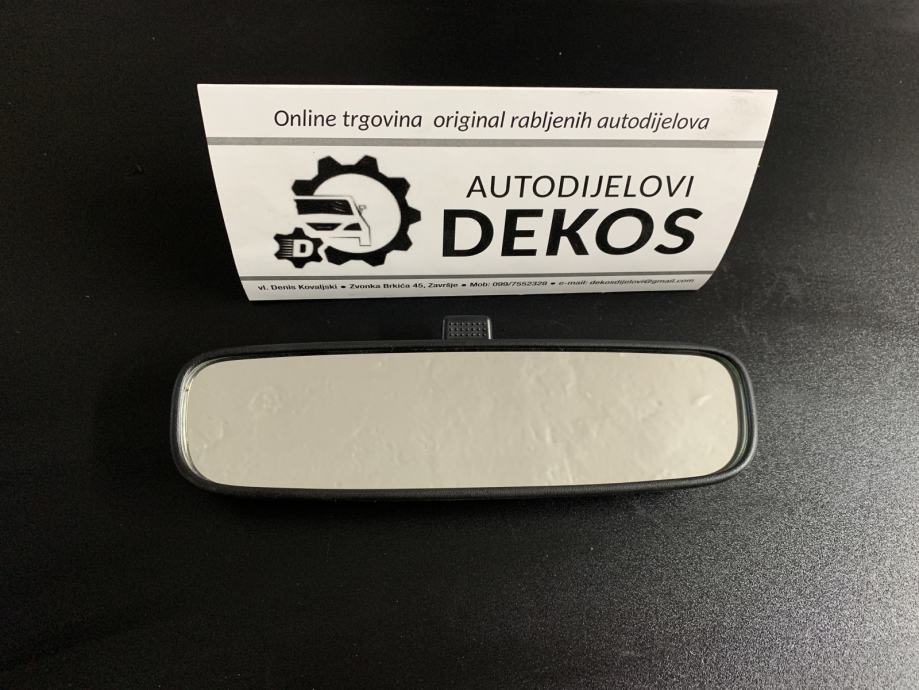 Online trgovina original rabljenih autodijelova
AUTODIJELOVI
DEKOS
D
vl. Denis Kovaljski • Zvonka Brkića 45, Završje • Mob: 099/7552328 • e-mail: dekosdijelovi@gmail.com